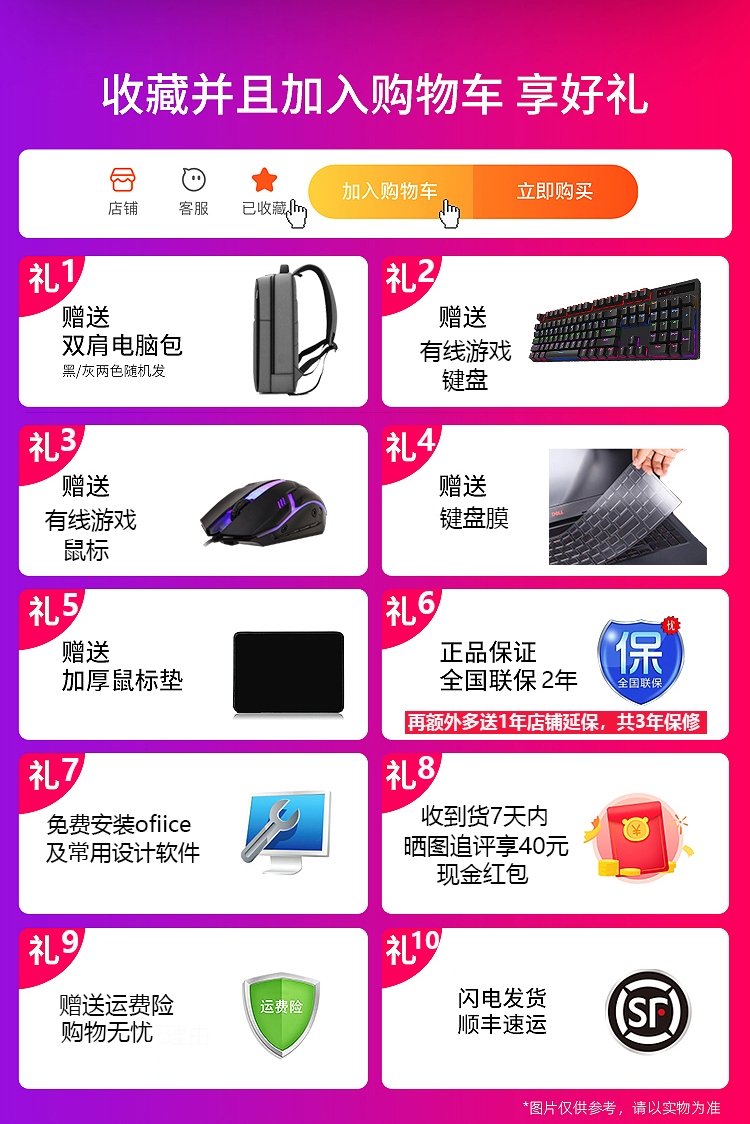 收藏并且加入购物车 享好礼
店铺
客服
已收藏
加入购物车
立即购买
礼1
赠送
双肩电脑包
黑/灰两色随机发
礼2
赠送
有线游戏
键盘
礼3
赠送
有线游戏
鼠标
礼4
赠送
键盘膜
DELL
礼5
赠送
加厚鼠标垫
礼6
正品保证
全国联保 2年
保
优
全国联保
再额外多送1年店铺延保，共3年保修
礼7
免费安装ofiice
及常用设计软件
礼8
收到货7天内
晒图追评享40元
现金红包
¥
礼9
赠送运费险
购物无忧
运费险
礼10
闪电发货
顺丰速运
SF
*图片仅供参考，请以实物为准